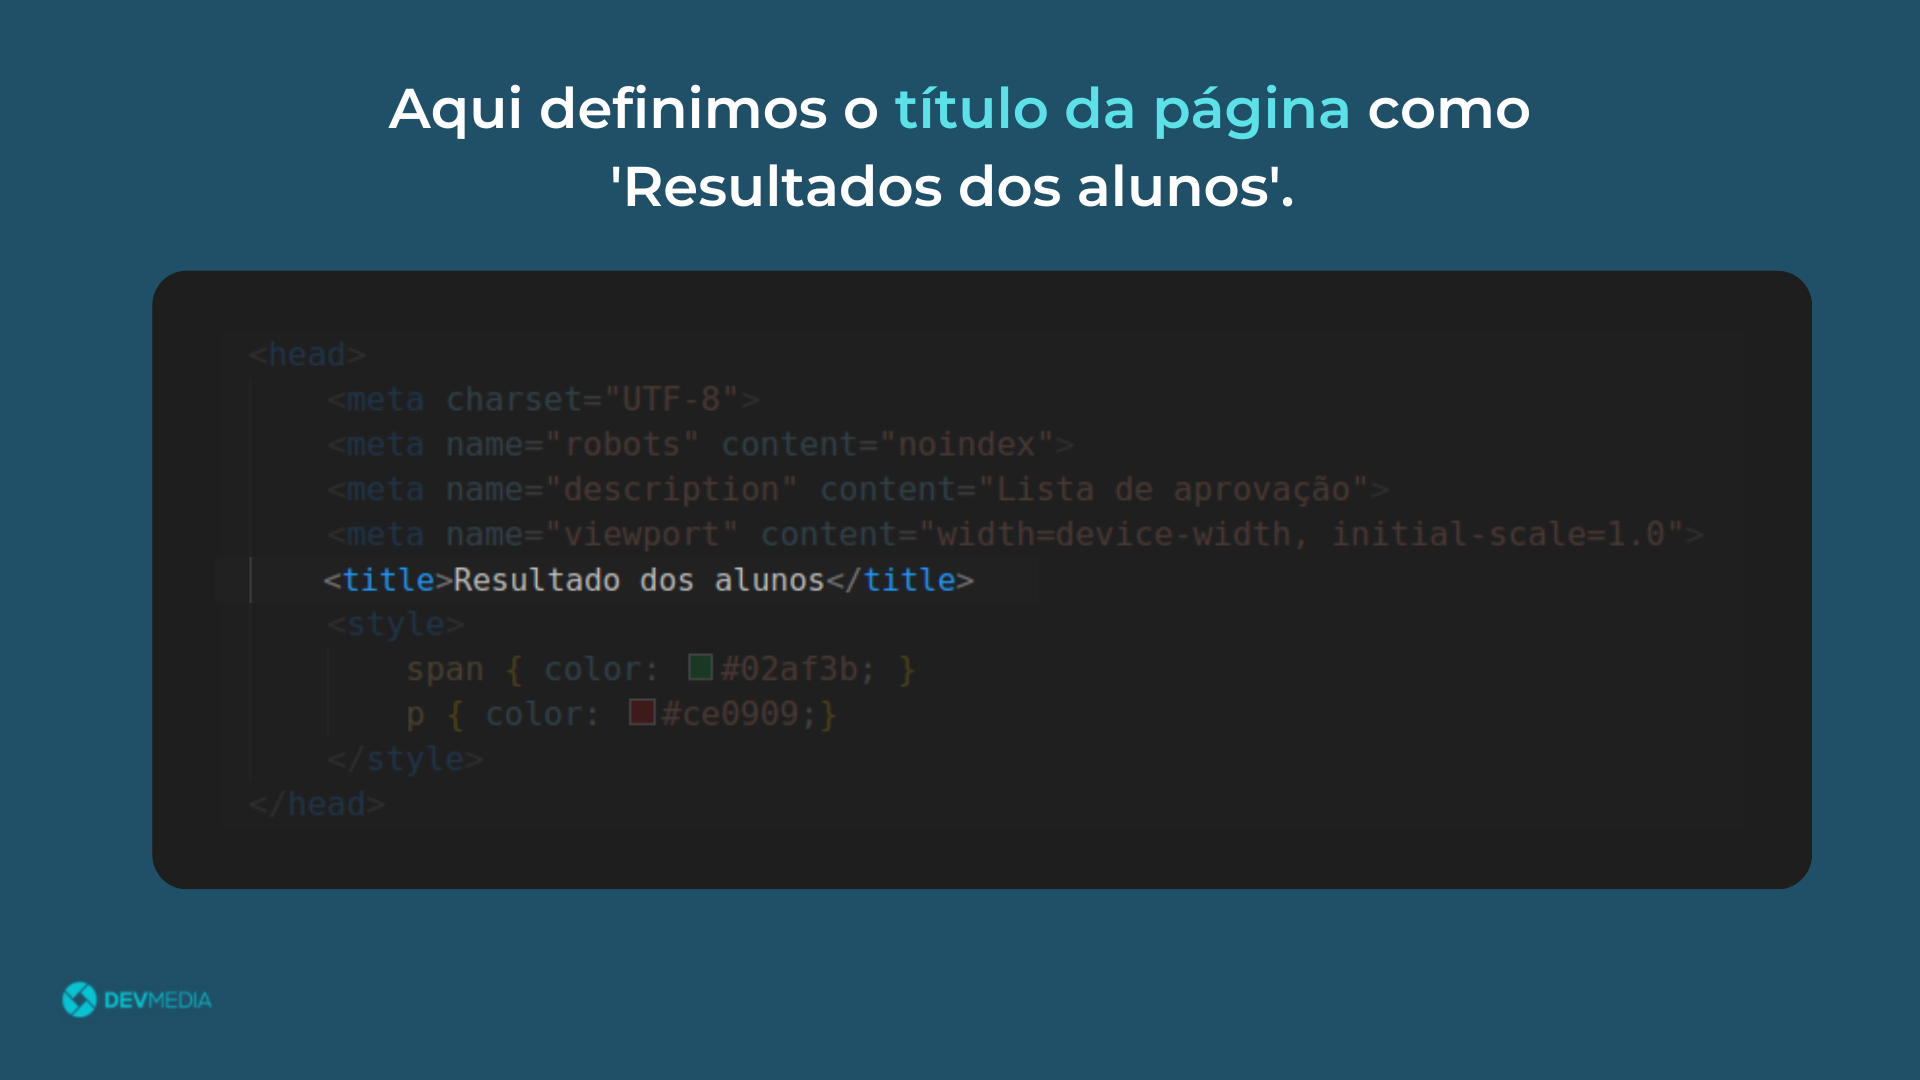 Aqui definimos o título da página como
'Resultados dos alunos'.
<head>
<meta charset="UTF-8">
<meta name="robots" content="noindex">
<meta name="description" content="Lista de aprovação">
<meta name="viewport" content="width=device-width, initial-scale=1.0">
<title>Resultado dos alunos</title>
<style>
span { color: #02af3b; }
p { color: #ce0909;}
</style>
</head>
DEVMEDIA